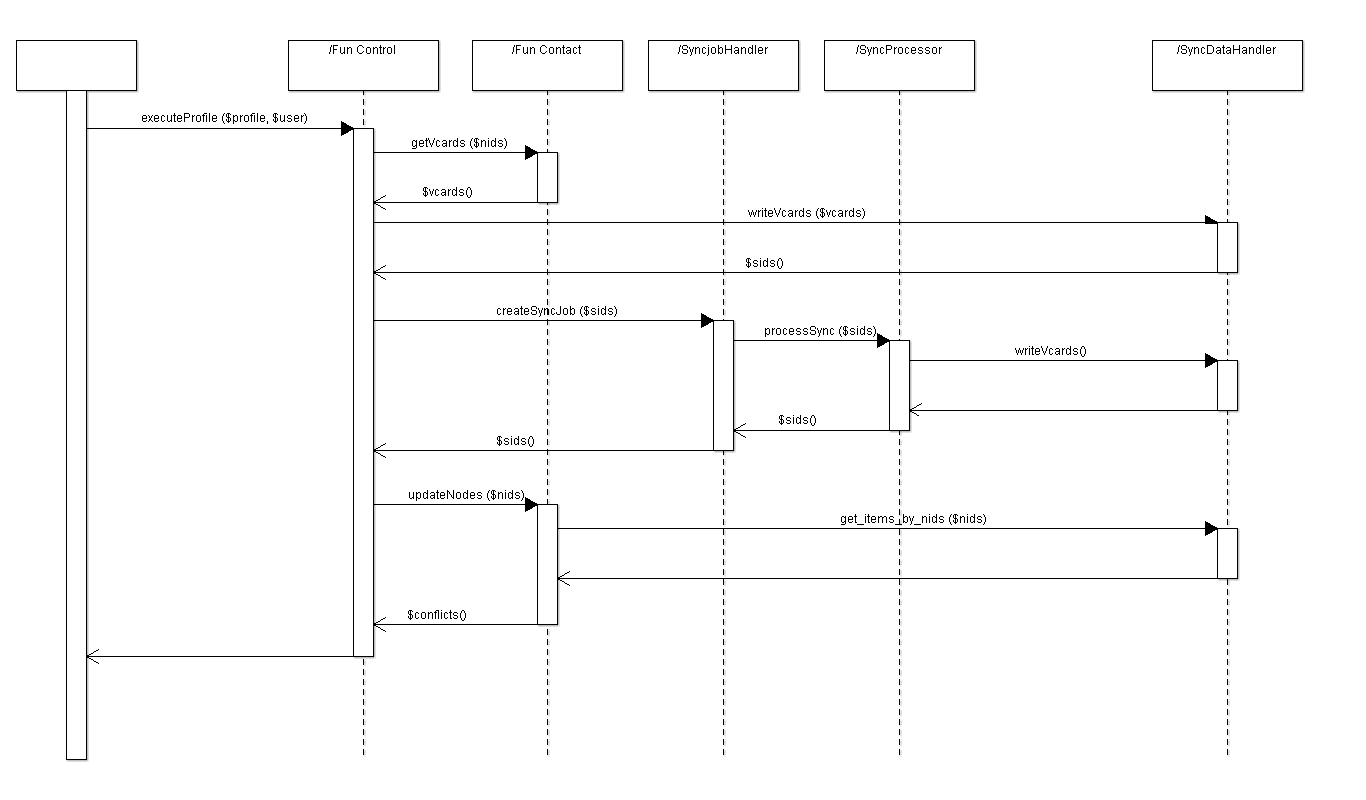 /Fun Control
/Fun Contact
/SyncjobHandler
/SyncProcessor
/SyncDataHandler
executeProfile ($profile, $user)
getVcards ($nids)
$vcards()
writeVcards ($vcards)
$sids()
createSyncJob ($sids)
processSync ($sids)
writeVcards()
$sids()
$sids()
updateNodes ($nids)
get_items_by_nids ($nids)
$conflicts()